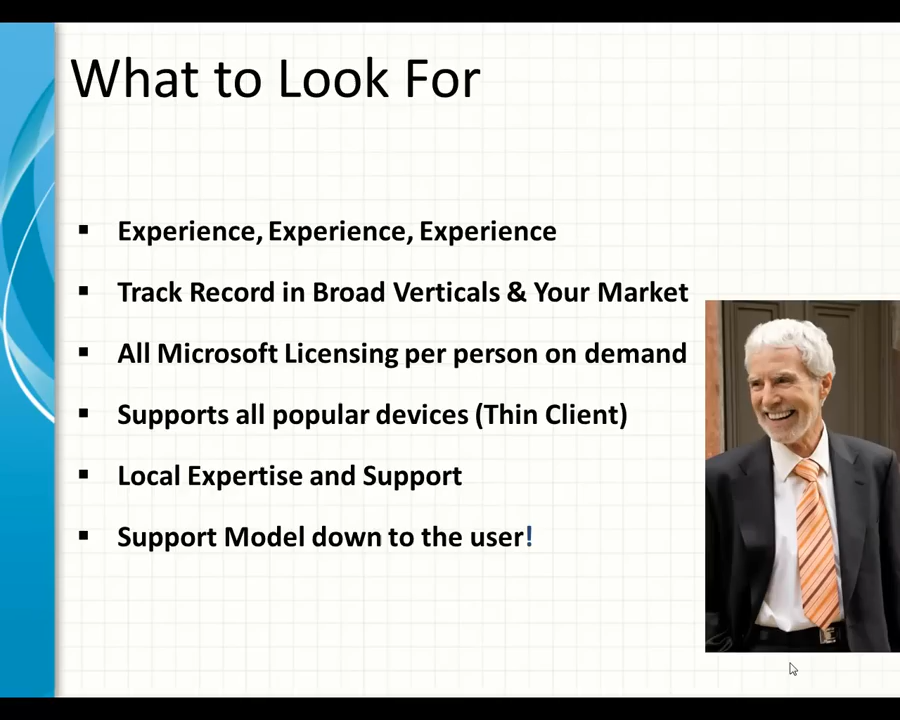 What to Look For
Experience, Experience, Experience
Track Record in Broad Verticals & Your Market
All Microsoft Licensing per person on demand
Supports all popular devices (Thin Client)
Local Expertise and Support
Support Model down to the user!